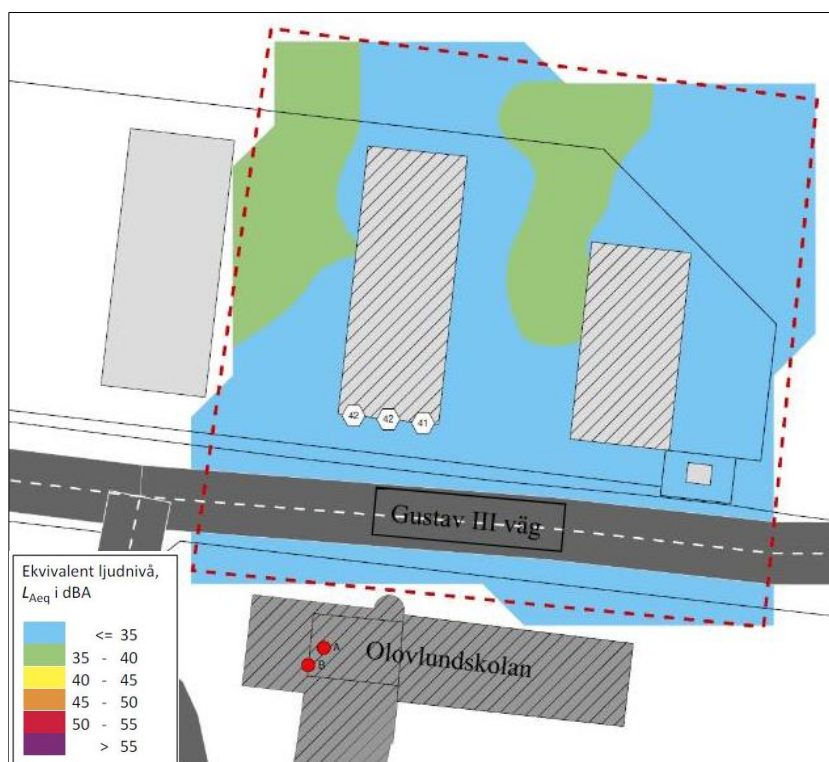 42
42
41
Gustav III väg
Ekvivalent ljudnivå,
LAeq i dBA
<= 35
35 - 40
40 - 45
45 - 50
50 - 55
> 55
A
B
Olovlundskolan